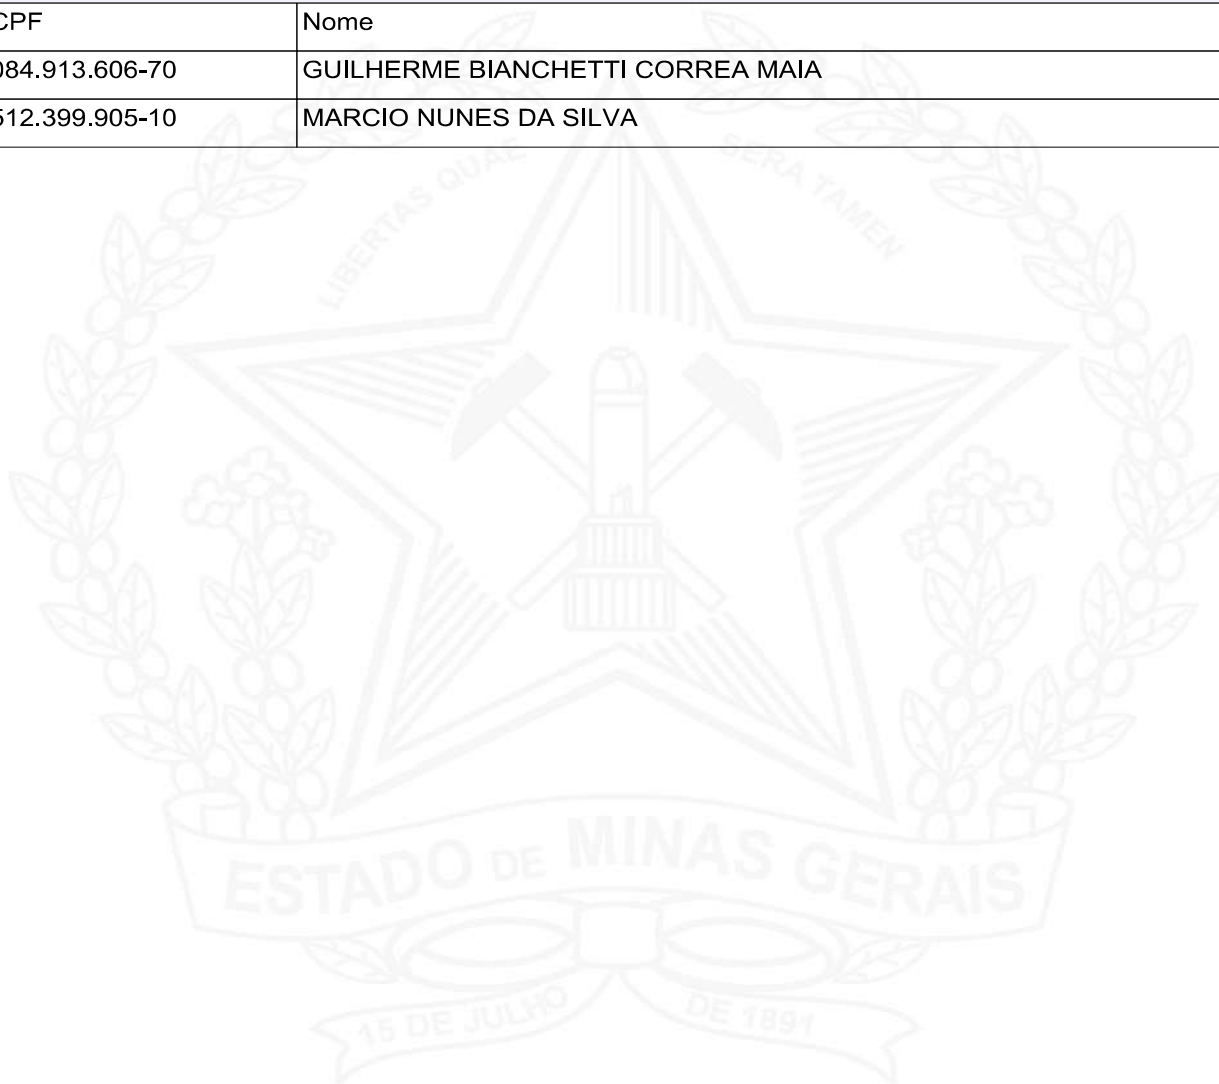 CPF Nome
084.913.606-70 GUILHERME BIANCHETTI CORREA MAIA
512.399.905-10 MARCIO NUNES DA SILVA
LIBERTAS QUAE SERA TAMEN
ESTADO DE MINAS GERAIS
15 DE JULHO DE 1891